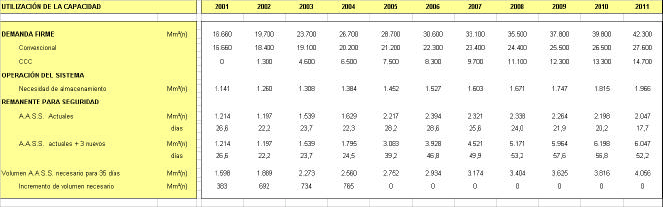 UTILIZACIÓN DE LA CAPACIDAD 2001 2002 2003 2004 2005 2006 2007 2008 2009 2010 2011
DEMANDA FIRME Mm³(n) 16.660 19.700 23.700 26.700 28.700 30.600 33.100 35.500 37.800 39.800 42.300
Convencional 16.660 18.400 19.100 20.200 21.200 22.300 23.400 24.400 25.500 26.500 27.600
CCC 0 1.300 4.600 6.500 7.500 8.300 9.700 11.100 12.300 13.300 14.700
OPERACIÓN DEL SISTEMA
Necesidad de almacenamiento Mm³(n) 1.141 1.260 1.308 1.384 1.452 1.527 1.603 1.671 1.747 1.815 1.966
REMANENTE PARA SEGURIDAD
A.A.S.S. Actuales Mm³(n) 1.214 1.197 1.539 1.629 2.217 2.394 2.321 2.338 2.264 2.198 2.047
días 26,6 22,2 23,7 22,3 28,2 28,6 25,6 24,0 21,9 20,2 17,7
A.A.S.S. actuales + 3 nuevos Mm³(n) 1.214 1.197 1.539 1.795 3.083 3.928 4.521 5.171 5.964 6.198 6.047
días 26,6 22,2 23,7 24,5 39,2 46,8 49,9 53,2 57,6 56,8 52,2
Volumen A.A.S.S. necesario para 35 días Mm³(n) 1.598 1.889 2.273 2.560 2.752 2.934 3.174 3.404 3.625 3.816 4.056
Incremento de volumen necesario Mm³(n) 383 692 734 765 0 0 0 0 0 0 0